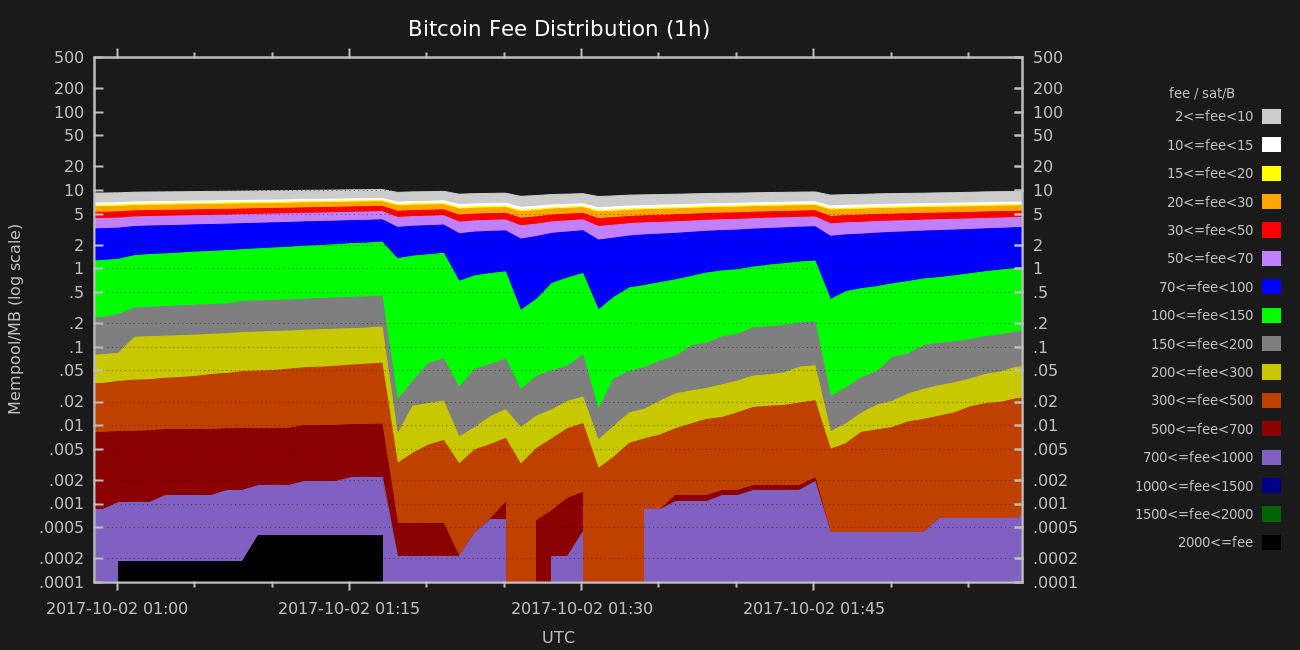 Bitcoin Fee Distribution (1h)
Mempool/MB (log scale)
500
200
100
50
20
10
5
2
1
.5
.2
.1
.05
.02
.01
.005
.002
.001
.0005
.0002
.0001
500
200
100
50
20
10
5
2
1
.5
.2
.1
.05
.02
.01
.005
.002
.001
.0005
.0002
.0001
2017-10-02 01:00
2017-10-02 01:15
2017-10-02 01:30
2017-10-02 01:45
UTC
fee / sat/B
2<=fee<10
10<=fee<15
15<=fee<20
20<=fee<30
30<=fee<50
50<=fee<70
70<=fee<100
100<=fee<150
150<=fee<200
200<=fee<300
300<=fee<500
500<=fee<700
700<=fee<1000
1000<=fee<1500
1500<=fee<2000
2000<=fee